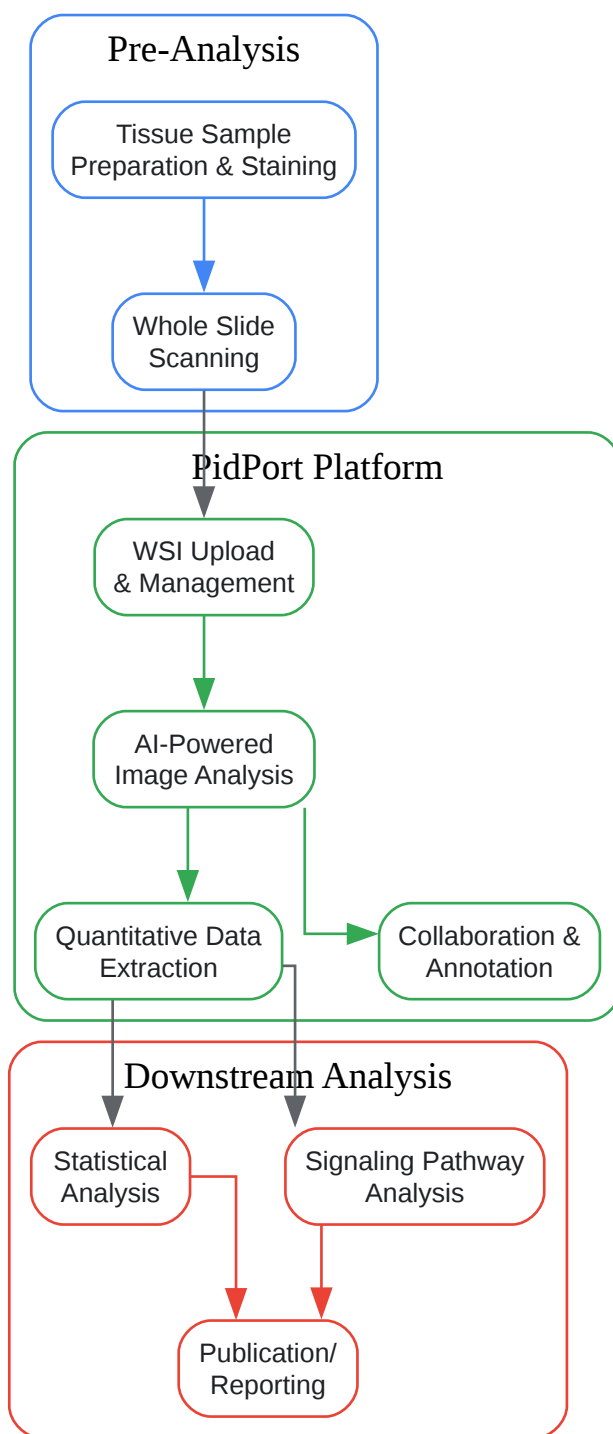 Pre-Analysis
Tissue Sample
Preparation & Staining
Whole Slide
Scanning
PidPort Platform
WSI Upload
& Management
AI-Powered
Image Analysis
Quantitative Data
Extraction
Collaboration &
Annotation
Downstream Analysis
Statistical
Analysis
Signaling Pathway
Analysis
Publication/
Reporting